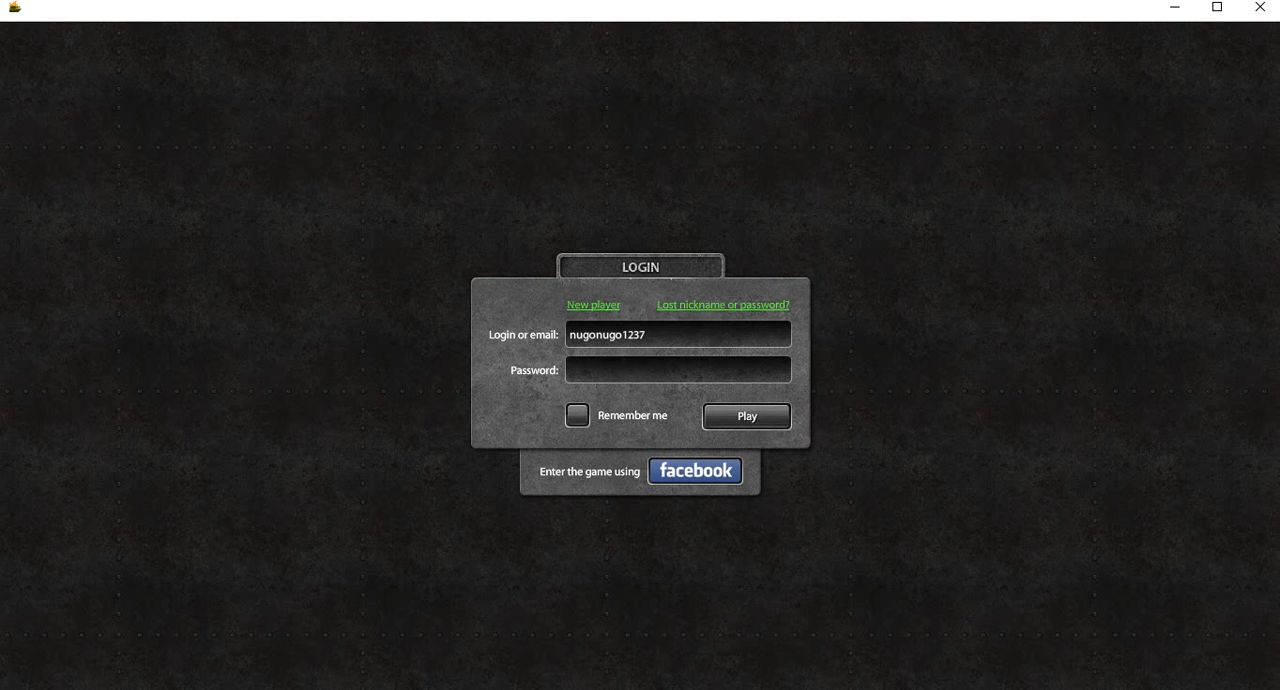 LOGIN
New player Lost nickname or password?
Login or email: nugonugo1237
Password:
Remember me Play
Enter the game using facebook